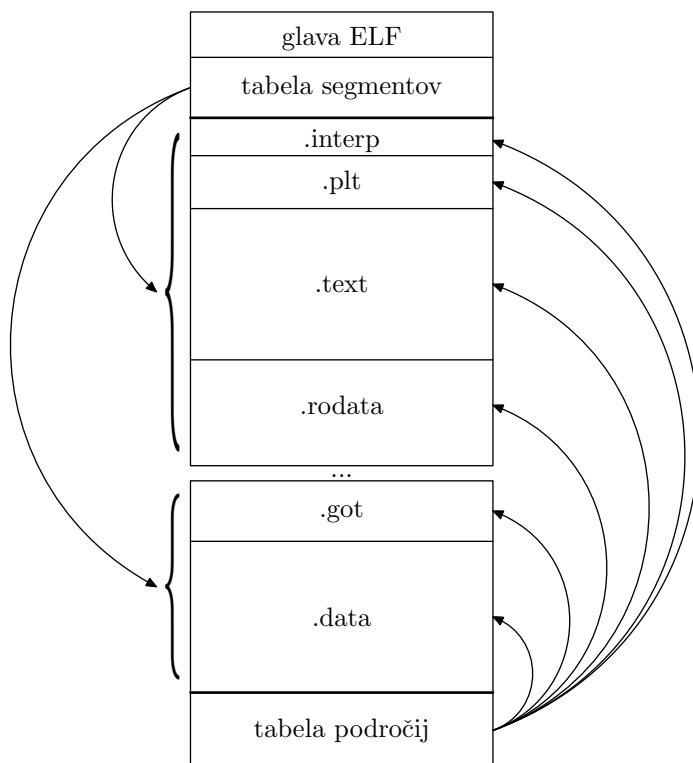 glava ELF
tabela segmentov
.interp
.plt
.text
.rodata
...
.got
.data
tabela področij